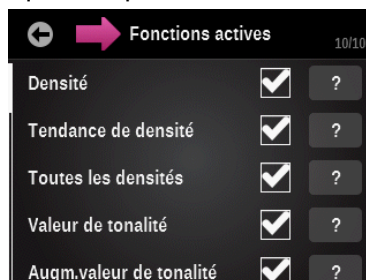 Fonctions actives
10/10
Densité
?
Tendance de densité
?
Toutes les densités
?
Valeur de tonalité
?
Augm.valeur de tonalité
?